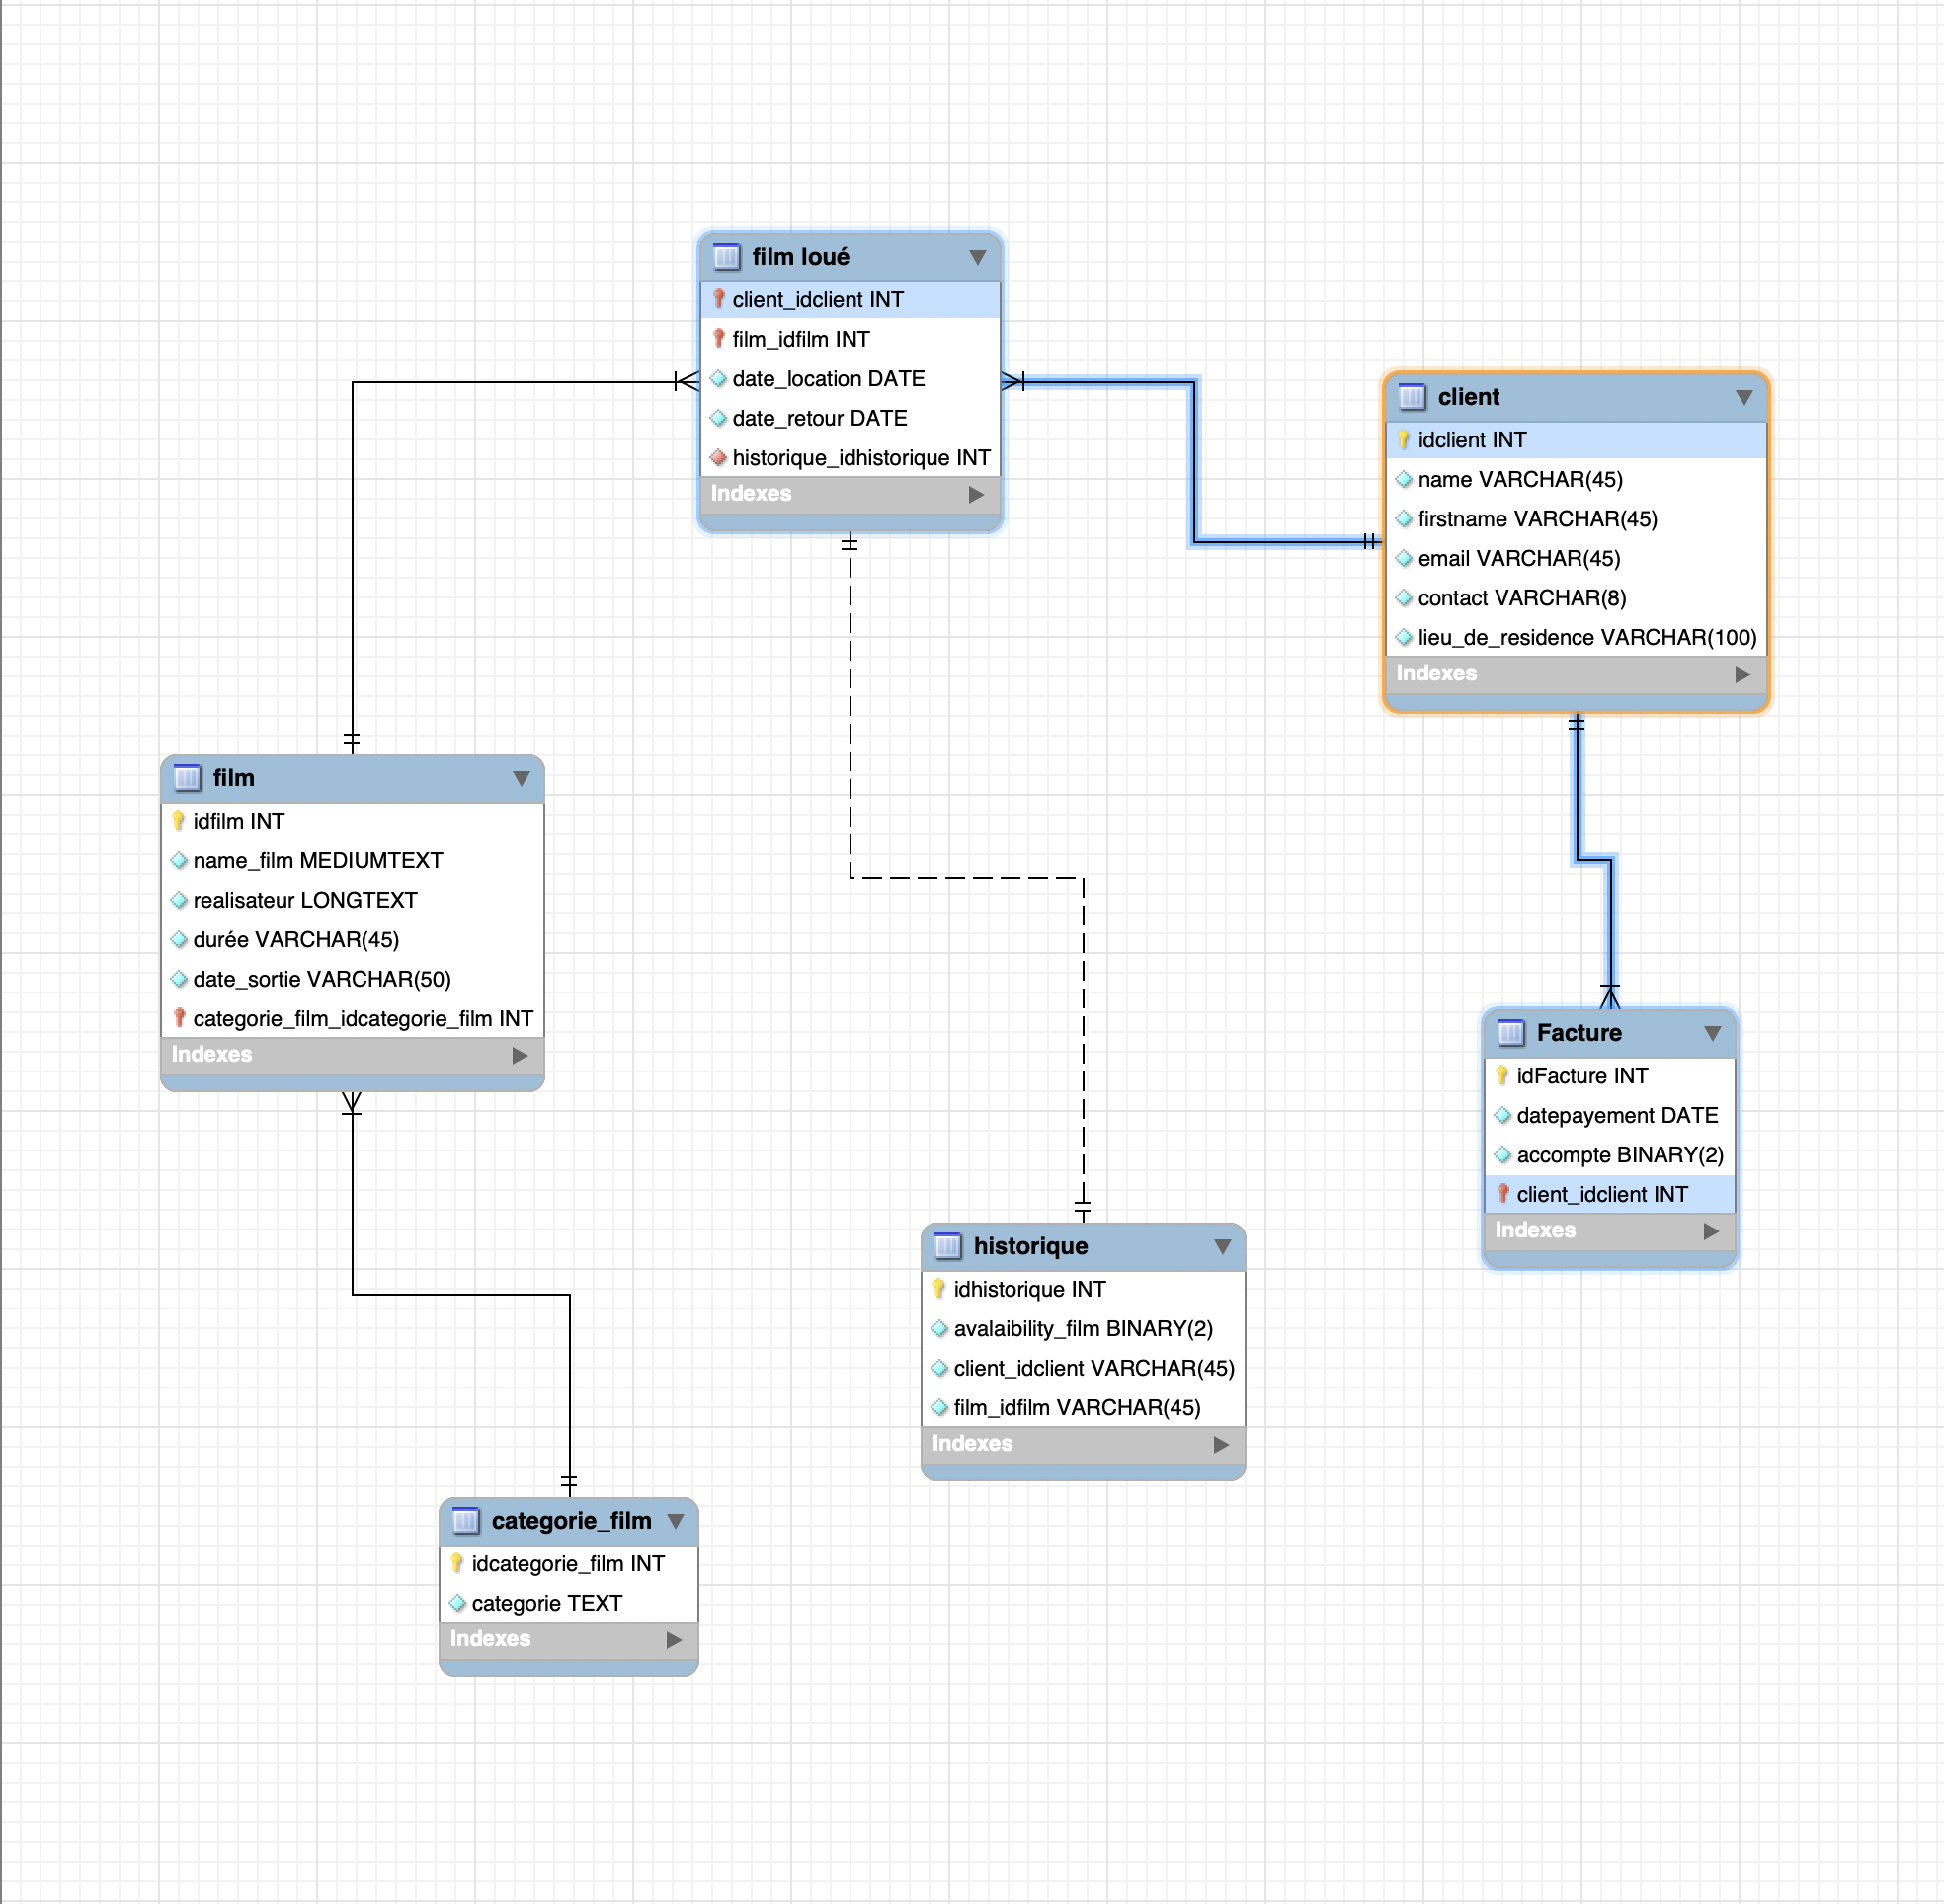 film loué
client_idclient INT
film_idfilm INT
date_location DATE
date_retour DATE
historique_idhistorique INT
Indexes
client
idclient INT
name VARCHAR(45)
firstname VARCHAR(45)
email VARCHAR(45)
contact VARCHAR(8)
lieu_de_residence VARCHAR(100)
Indexes
film
idfilm INT
name_film MEDIUMTEXT
realisateur LONGTEXT
durée VARCHAR(45)
date_sortie VARCHAR(50)
categorie_film_idcategorie_film INT
Indexes
Facture
idFacture INT
datepayement DATE
accompte BINARY(2)
client_idclient INT
Indexes
historique
idhistorique INT
avalaibility_film BINARY(2)
client_idclient VARCHAR(45)
film_idfilm VARCHAR(45)
Indexes
categorie_film
idcategorie_film INT
categorie TEXT
Indexes